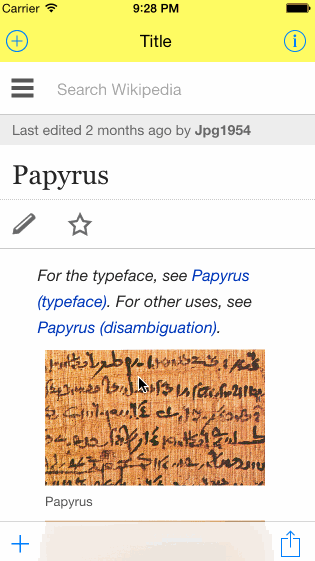 Carrier 9:28 PM
Title
Search Wikipedia
Last edited 2 months ago by Jpg1954
Papyrus
For the typeface, see Papyrus
(typeface). For other uses, see
Papyrus (disambiguation).
Papyrus